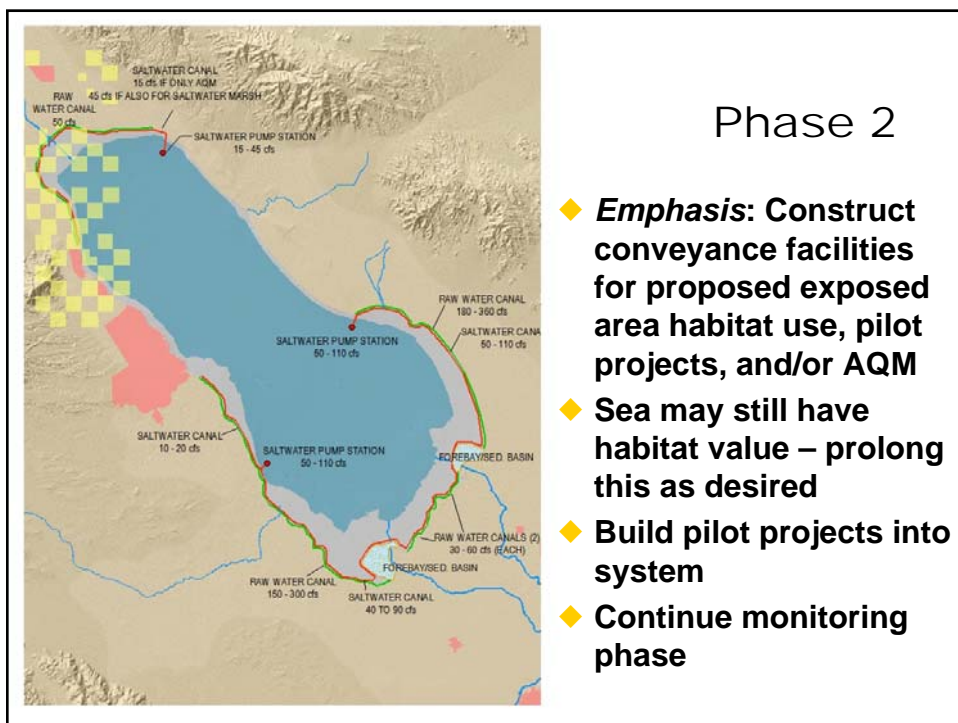 SALTWATER CANAL
15 cfs IF ONLY AQM
45 cfs IF ALSO FOR SALTWATER MARSH
RAW
WATER CANAL
50 cfs
SALTWATER PUMP STATION
15 - 45 cfs
RAW WATER CANAL
180 - 360 cfs
SALTWATER CANA
50 - 110 cfs
SALTWATER PUMP STATION
50 - 110 cfs
SALTWATER CANAL
10 - 20 cfs
SALTWATER PUMP STATION
50 - 110 cfs
FOREBAY/SED. BASIN
RAW WATER CANALS (2)
30 - 60 cfs (EACH)
FOREBAY/SED. BASIN
RAW WATER CANAL
150 - 300 cfs
SALTWATER CANAL
40 TO 90 cfs
Phase 2
◆ Emphasis: Construct
conveyance facilities
for proposed exposed
area habitat use, pilot
projects, and/or AQM
◆ Sea may still have
habitat value – prolong
this as desired
◆ Build pilot projects into
system
◆ Continue monitoring
phase